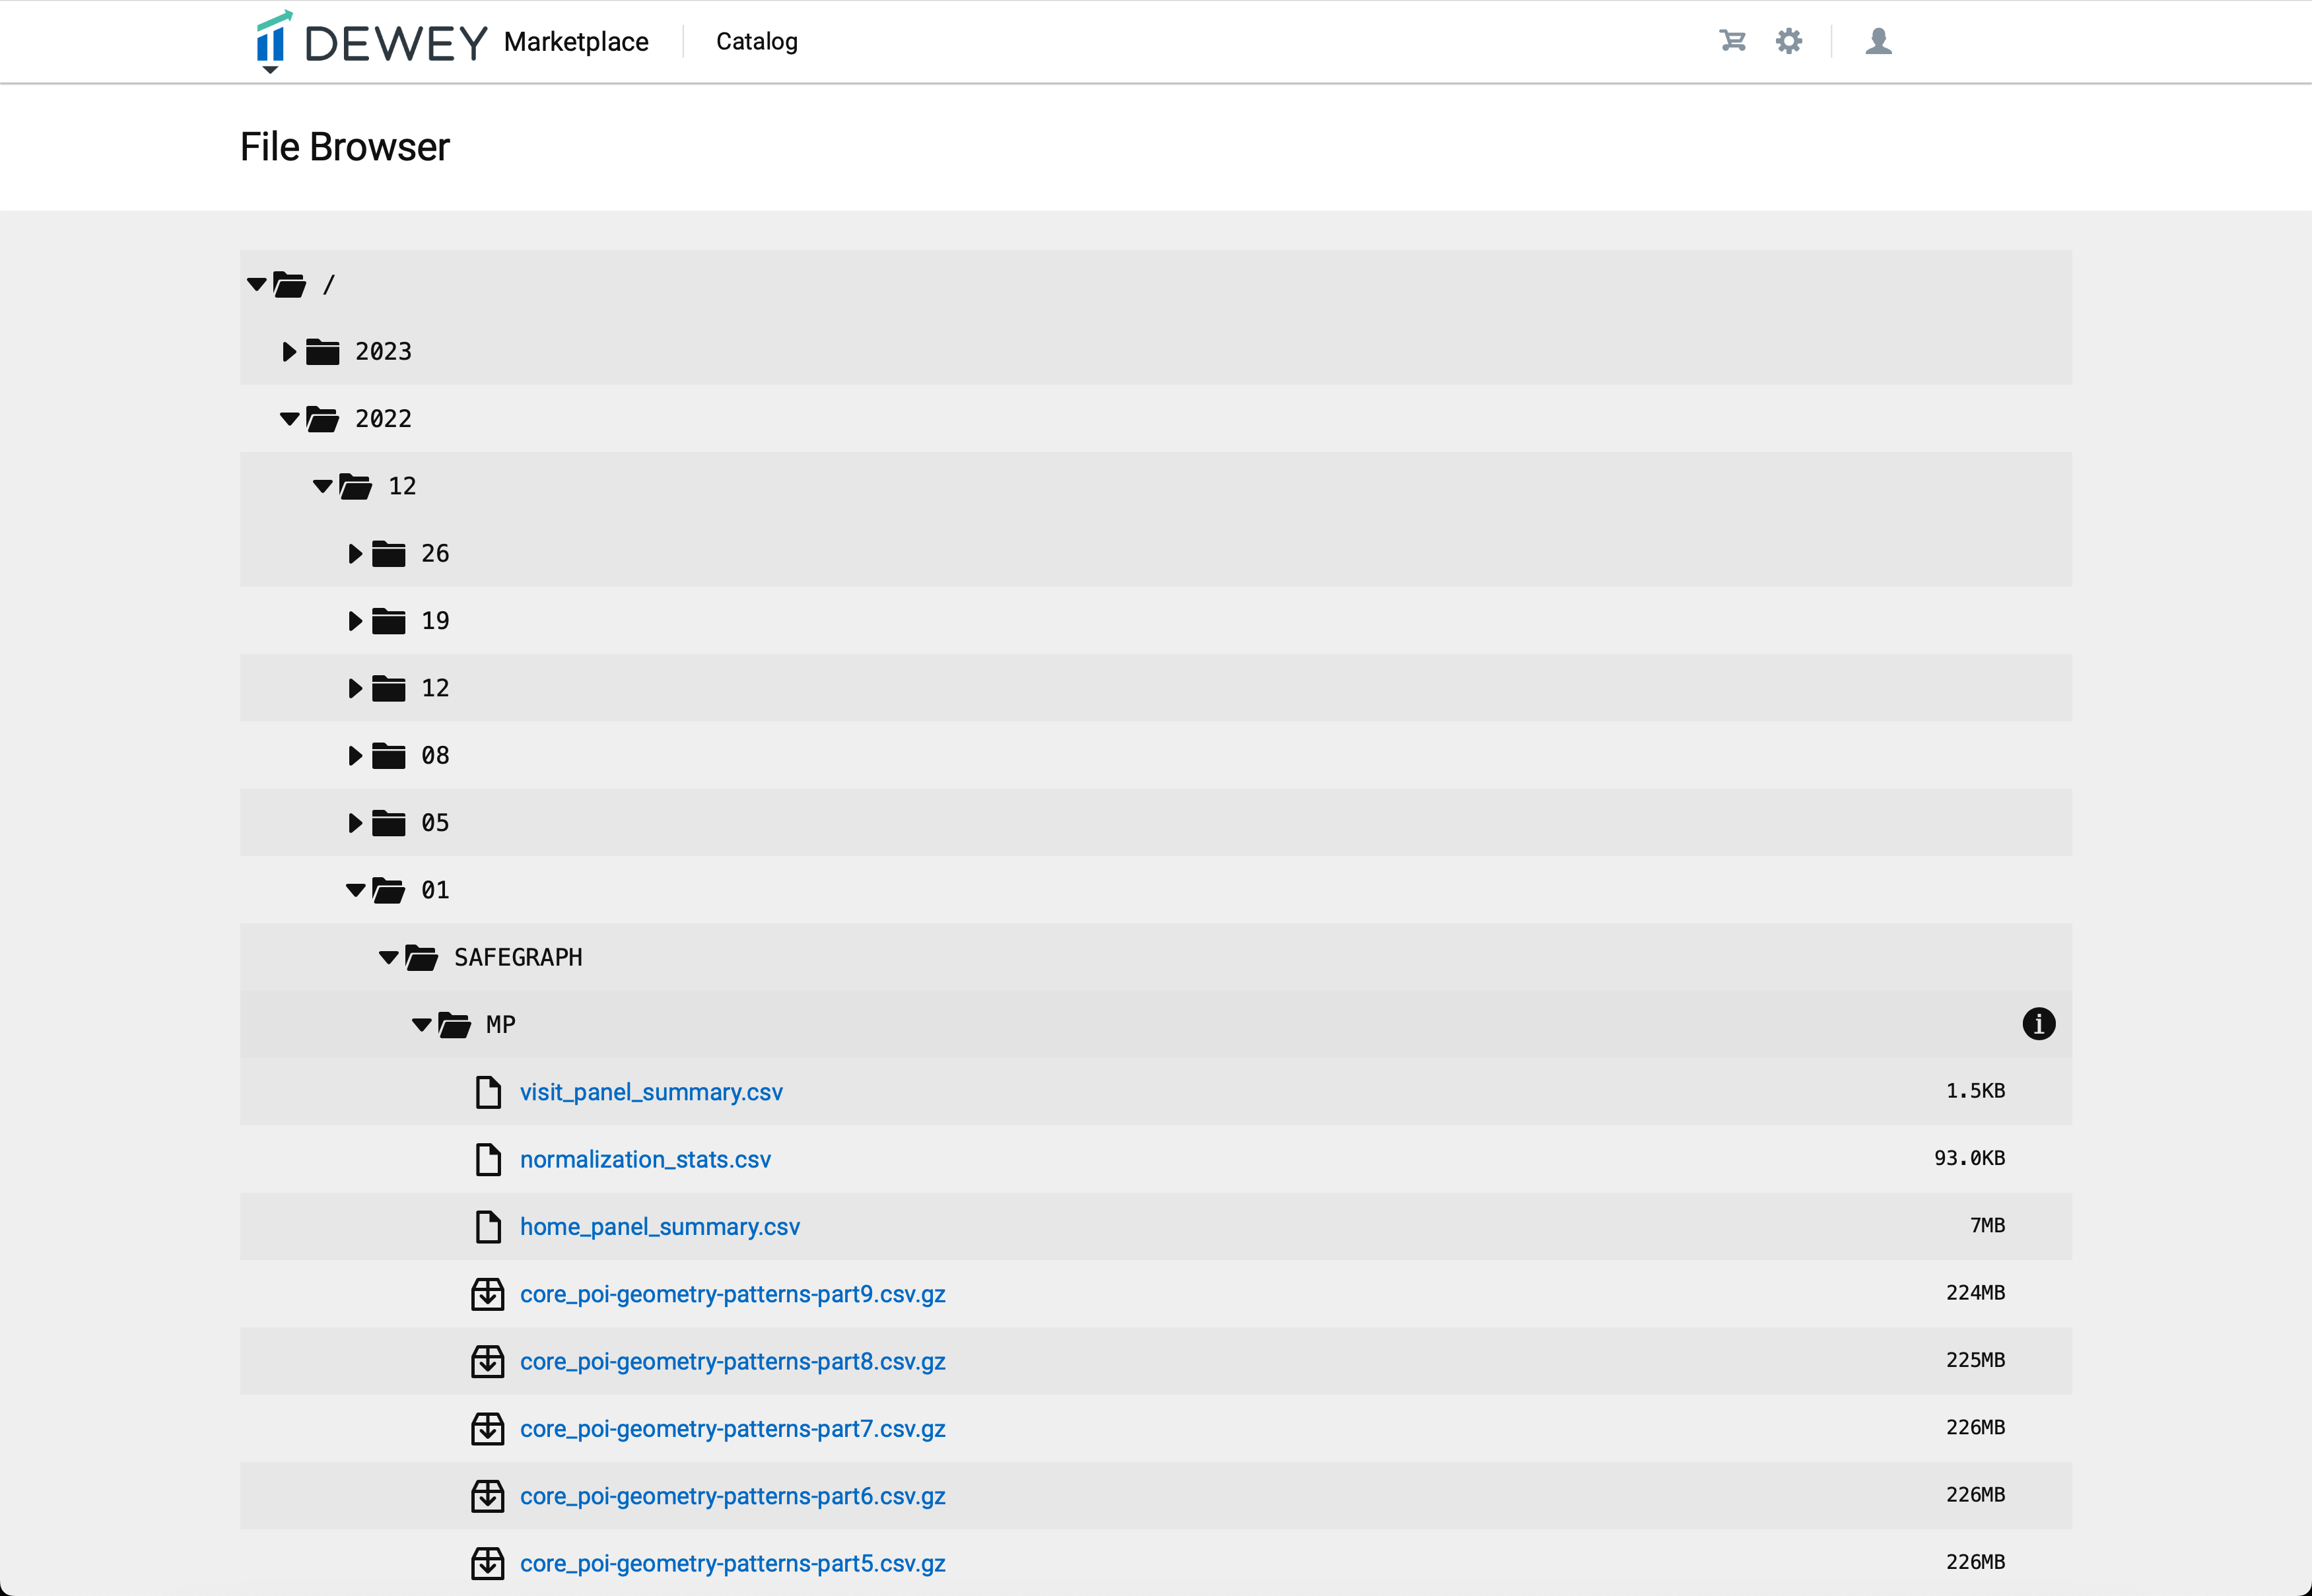 DEWEY Marketplace Catalog
File Browser
/
2023
2022
12
26
19
12
08
05
01
SAFEGRAPH
MP
visit_panel_summary.csv 1.5KB
normalization_stats.csv 93.0KB
home_panel_summary.csv 7MB
core_poi-geometry-patterns-part9.csv.gz 224MB
core_poi-geometry-patterns-part8.csv.gz 225MB
core_poi-geometry-patterns-part7.csv.gz 226MB
core_poi-geometry-patterns-part6.csv.gz 226MB
core_poi-geometry-patterns-part5.csv.gz 226MB